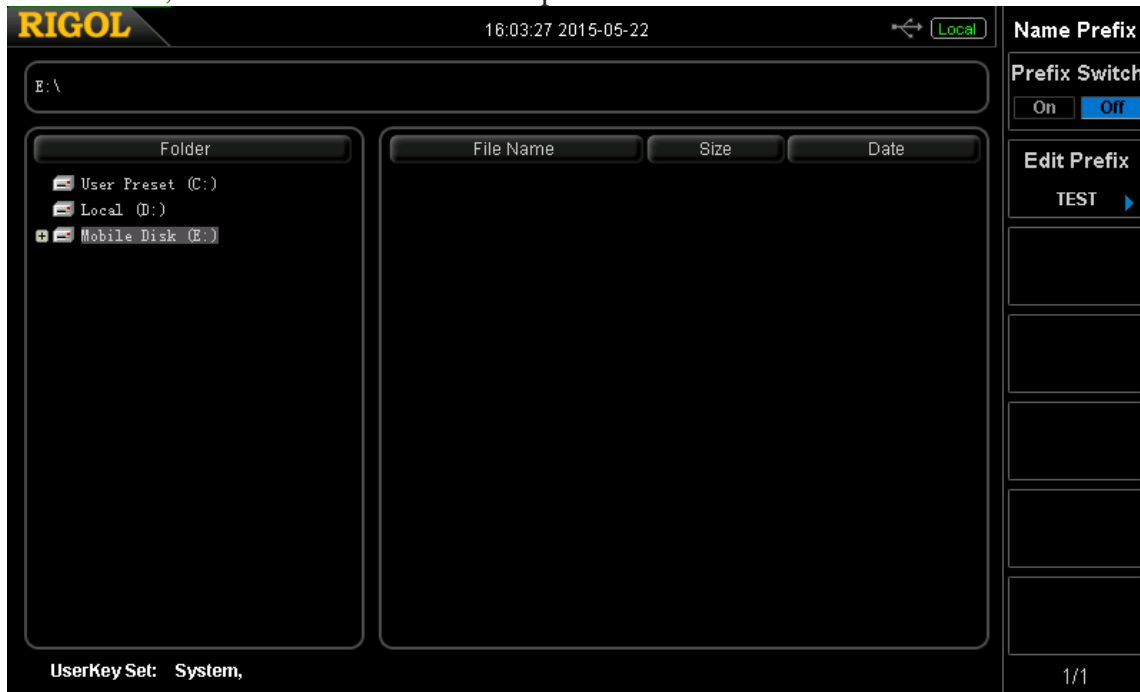 RIGOL
16:03:27 2015-05-22
Local
Name Prefix
E:\
Prefix Switch
On Off
Folder
File Name Size Date
Edit Prefix
TEST
User Preset (C:)
Local (D:)
Mobile Disk (E:)
UserKey Set: System,
1/1